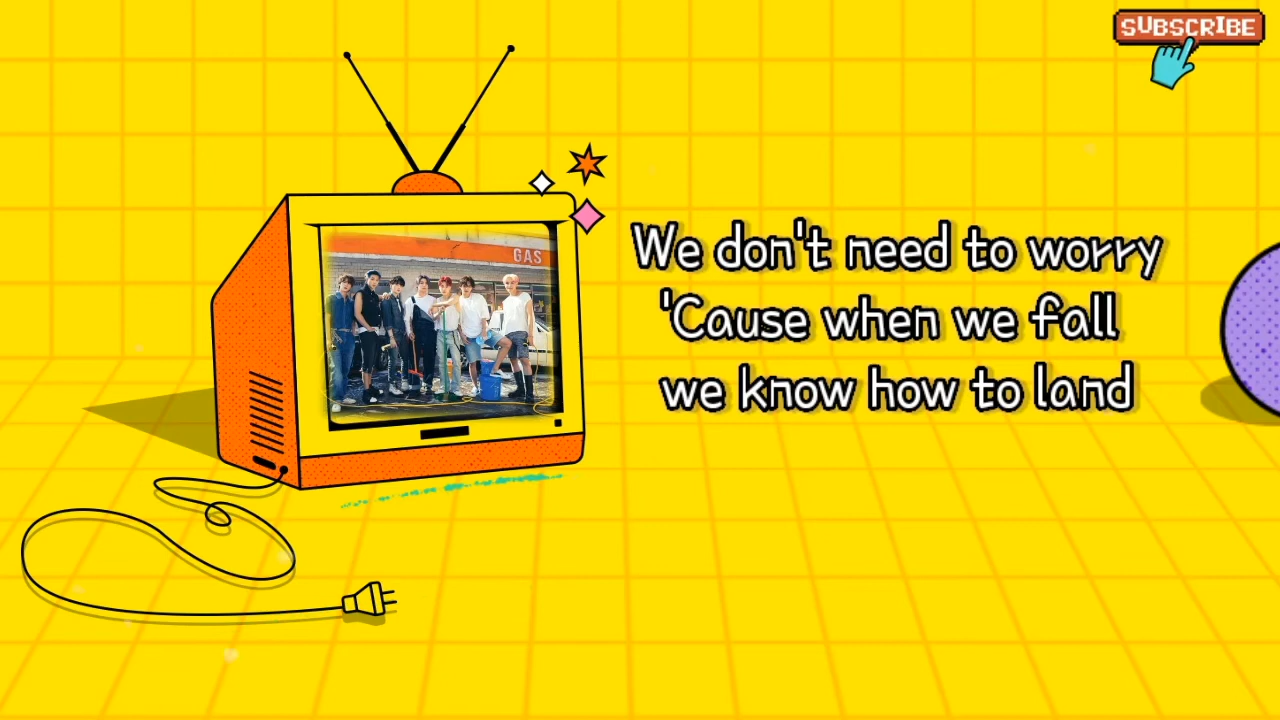 SUBSCRIBE
GAS
We don't need to worry
'Cause when we fall
we know how to land